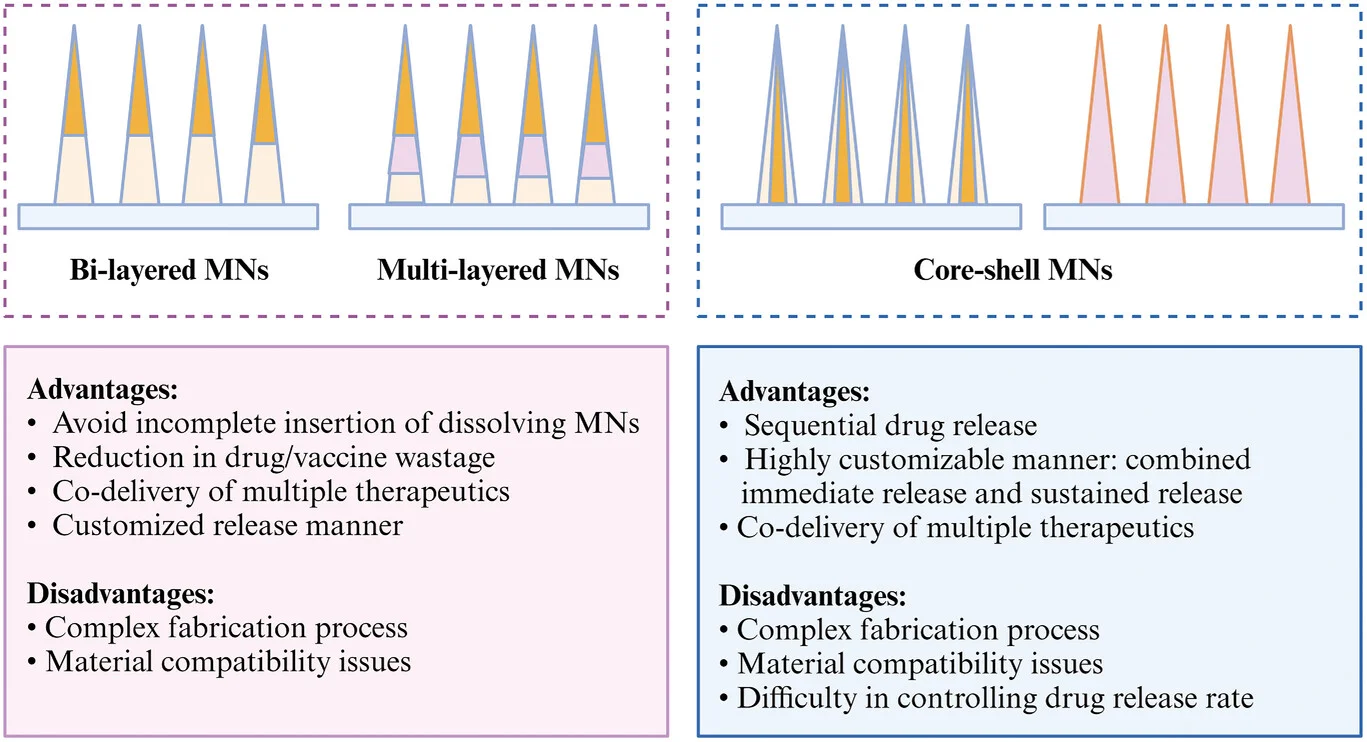 Bi-layered MNs
Multi-layered MNs
Core-shell MNs
Advantages:
• Avoid incomplete insertion of dissolving MNs
• Reduction in drug/vaccine wastage
• Co-delivery of multiple therapeutics
• Customized release manner
Disadvantages:
• Complex fabrication process
• Material compatibility issues
Advantages:
• Sequential drug release
• Highly customizable manner: combined
immediate release and sustained release
• Co-delivery of multiple therapeutics
Disadvantages:
• Complex fabrication process
• Material compatibility issues
• Difficulty in controlling drug release rate